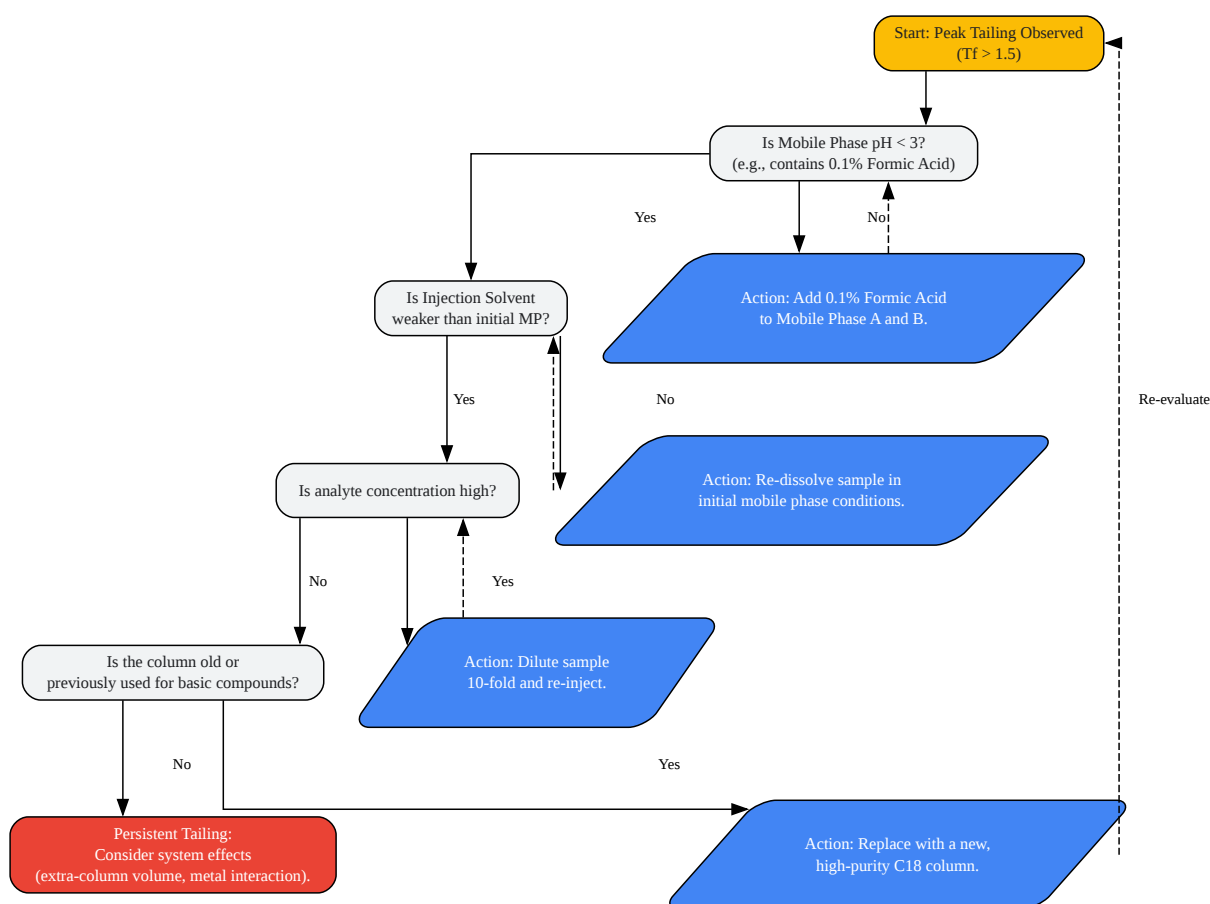 Start: Peak Tailing Observed
(Tf > 1.5)
Is Mobile Phase pH < 3?
(e.g., contains 0.1% Formic Acid)
Yes
No
Action: Add 0.1% Formic Acid
to Mobile Phase A and B.
Is Injection Solvent
weaker than initial MP?
Yes
No
Re-evaluate
Action: Re-dissolve sample in
initial mobile phase conditions.
Is analyte concentration high?
No
Yes
Action: Dilute sample
10-fold and re-inject.
Is the column old or
previously used for basic compounds?
No
Yes
Persistent Tailing:
Consider system effects
(extra-column volume, metal interaction).
Action: Replace with a new,
high-purity C18 column.